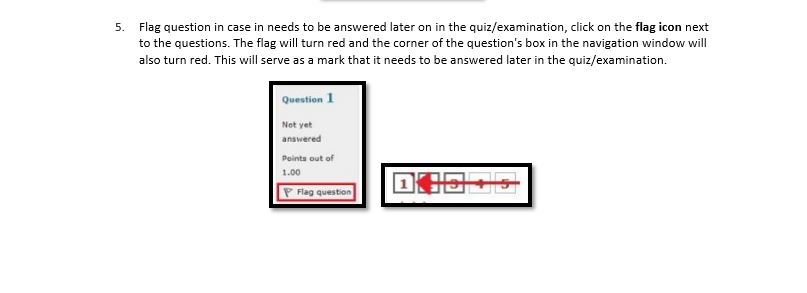 5. Flag question in case in needs to be answered later on in the quiz/examination, click on the flag icon next
to the questions. The flag will turn red and the corner of the question's box in the navigation window will
also turn red. This will serve as a mark that it needs to be answered later in the quiz/examination.
Question 1
Not yet
answered
Points out of
1.00
Flag question
1 3 4 5